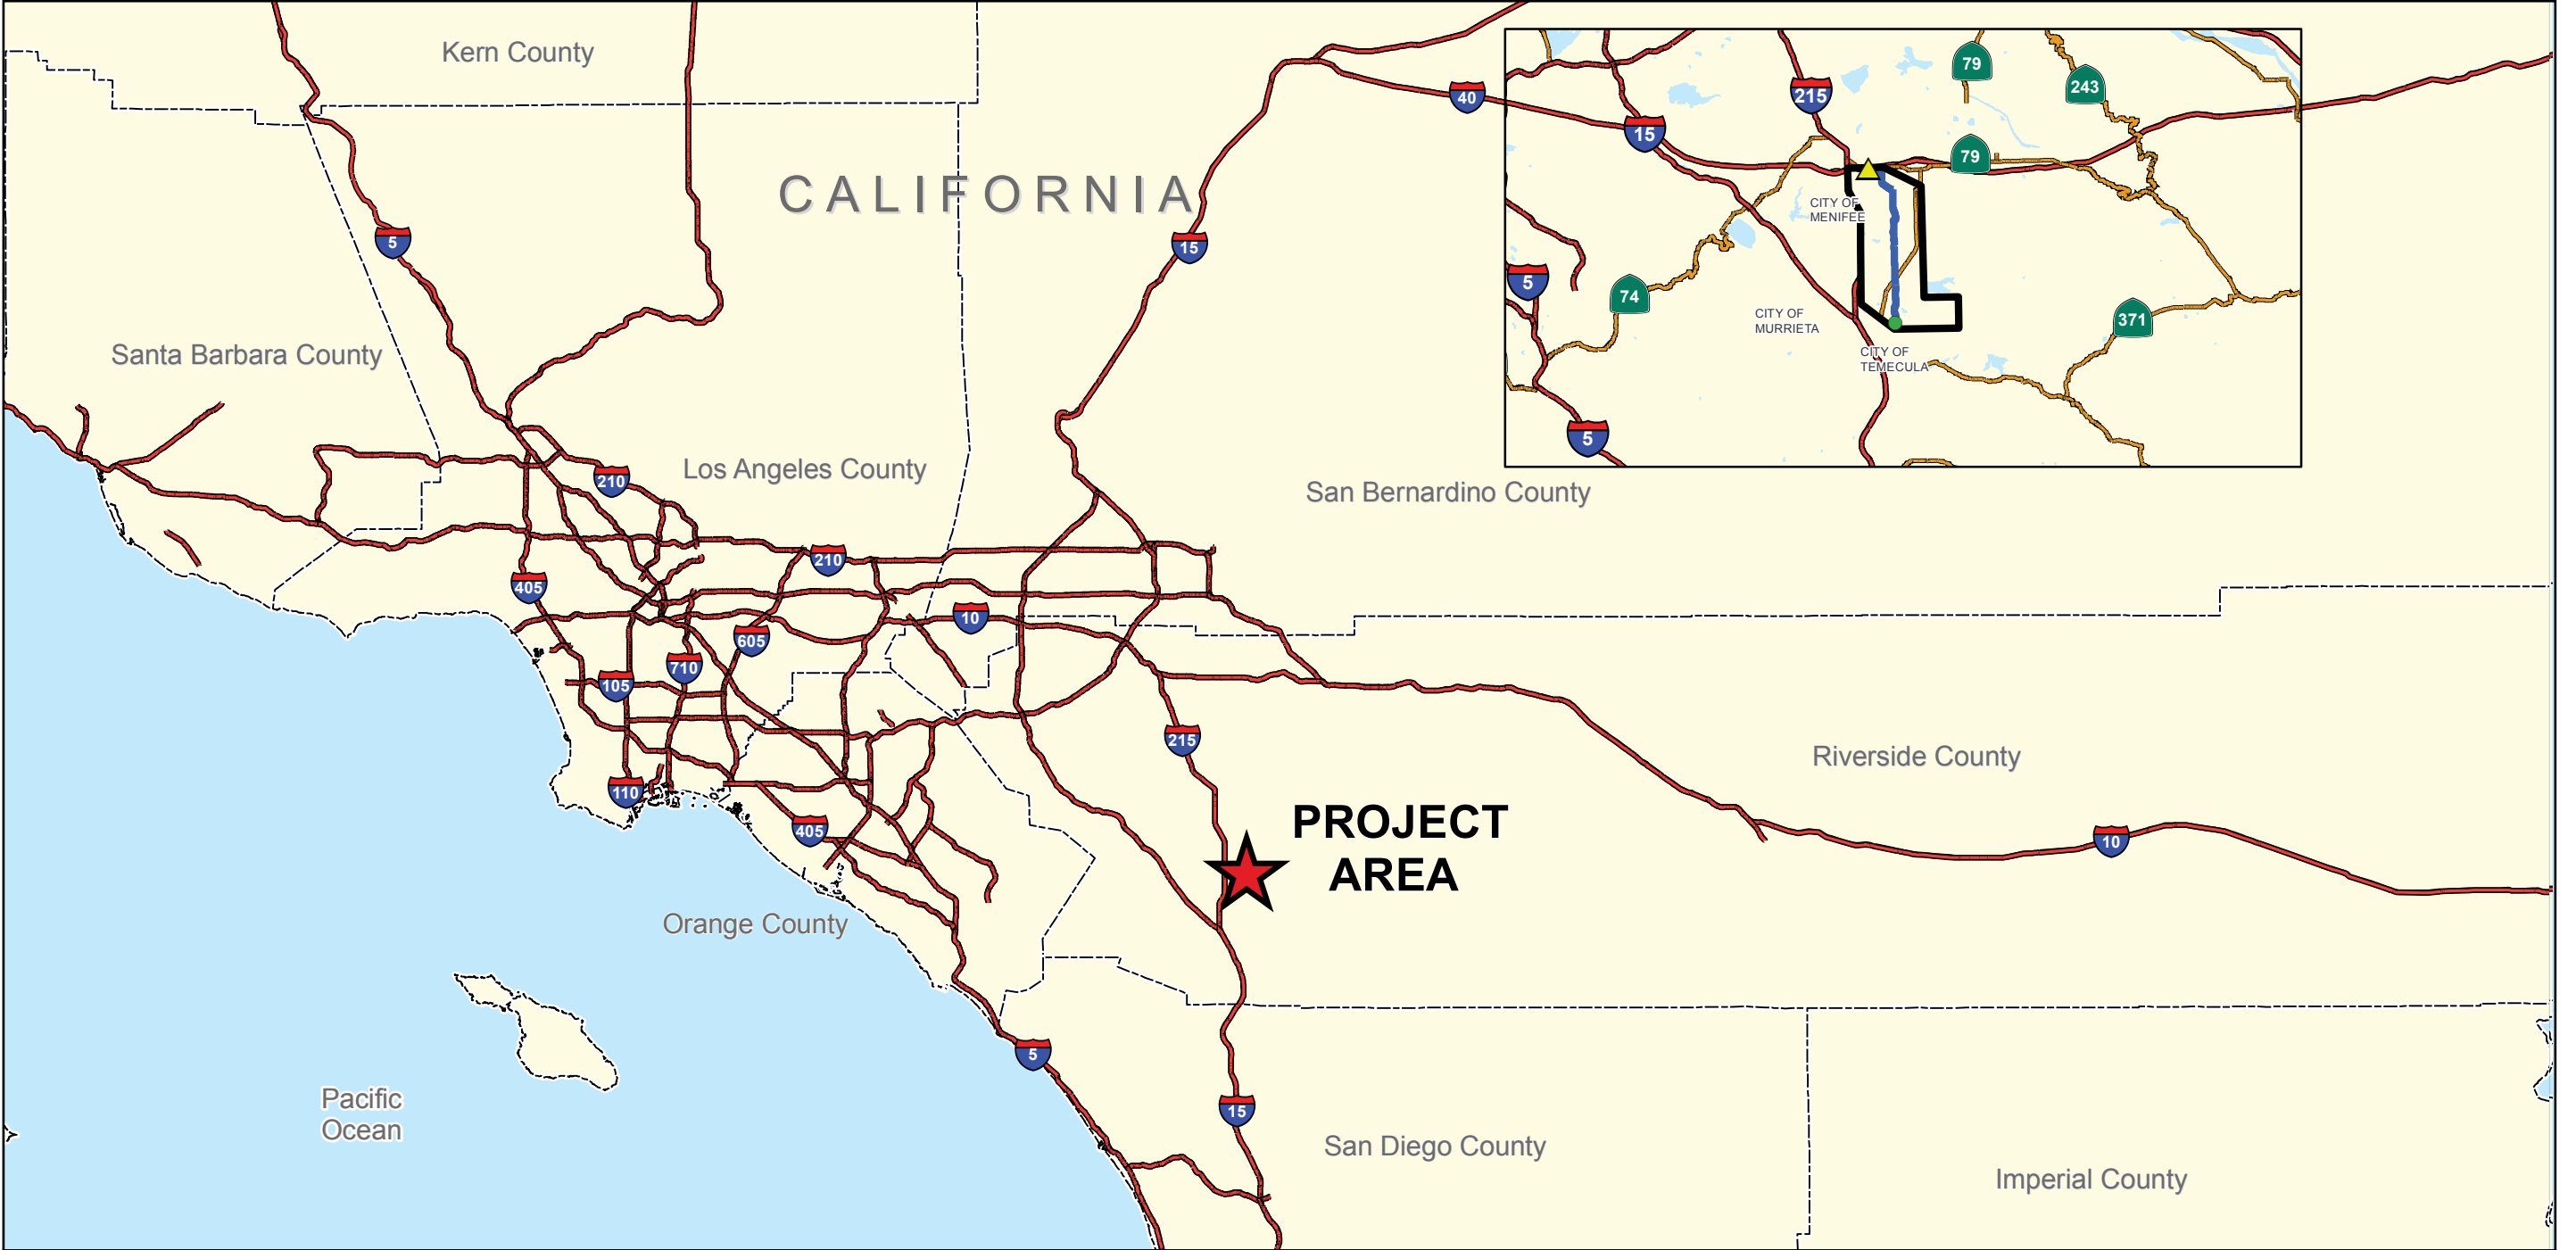 Kern County
79
243
215
40
15
79
CALIFORNIA
CITY OF
MENIFEE
5
15
5
74
CITY OF
MURRIETA
371
Santa Barbara County
CITY OF
TEMECULA
5
Los Angeles County
210
San Bernardino County
210
405
10
605
710
105
215
Riverside County
110
405
PROJECT
AREA
10
Orange County
5
Pacific
Ocean
15
San Diego County
Imperial County